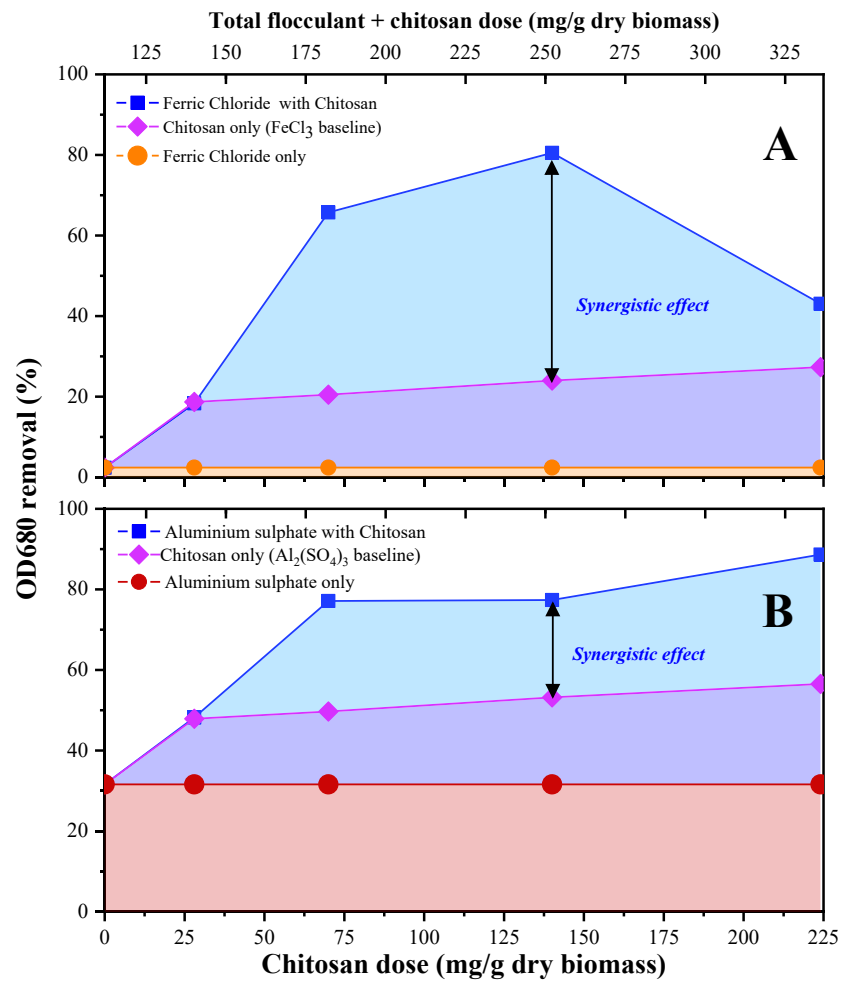 Total flocculant + chitosan dose (mg/g dry biomass)
125 150 175 200 225 250 275 300 325
100
80
60
40
20
0
Ferric Chloride with Chitosan
Chitosan only (FeCl3 baseline)
Ferric Chloride only
A
Synergistic effect
OD680 removal (%)
100
80
60
40
20
0
Aluminium sulphate with Chitosan
Chitosan only (Al2(SO4)3 baseline)
Aluminium sulphate only
B
Synergistic effect
0 25 50 75 100 125 150 175 200 225
Chitosan dose (mg/g dry biomass)